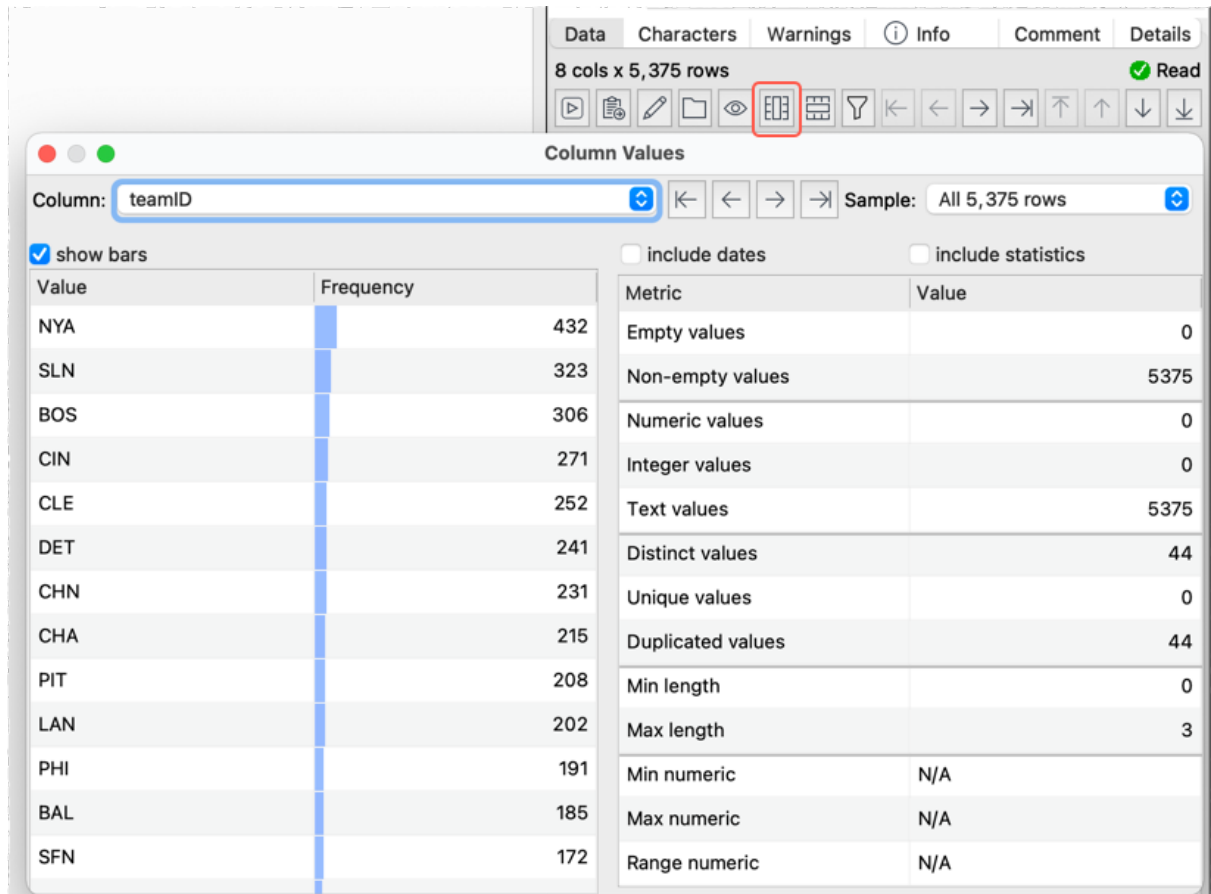 Data Characters Warnings Info Comment Details
8 cols x 5,375 rows Read
Column Values
Column: teamID Sample: All 5,375 rows
show bars include dates include statistics
Value Frequency Metric Value
NYA 432
SLN 323
BOS 306
CIN 271
CLE 252
DET 241
CHN 231
CHA 215
PIT 208
LAN 202
PHI 191
BAL 185
SFN 172
Empty values 0
Non-empty values 5375
Numeric values 0
Integer values 0
Text values 5375
Distinct values 44
Unique values 0
Duplicated values 44
Min length 0
Max length 3
Min numeric N/A
Max numeric N/A
Range numeric N/A